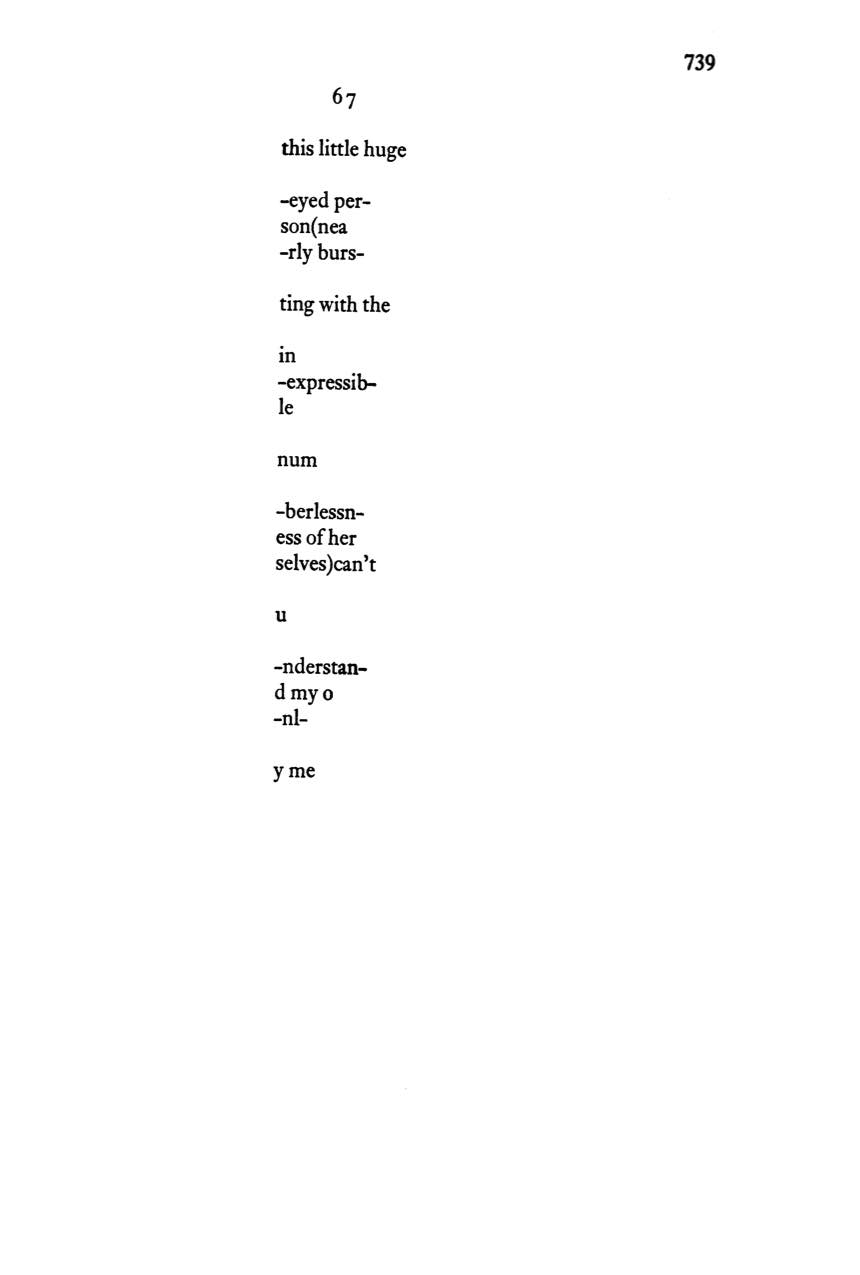 739
67
this little huge
-eyed per-
son(nea
-rly burs-
ting with the
in
-expressib-
le
num
-berlessn-
ess of her
selves)can't
u
-nderstan-
d my o
-nl-
y me